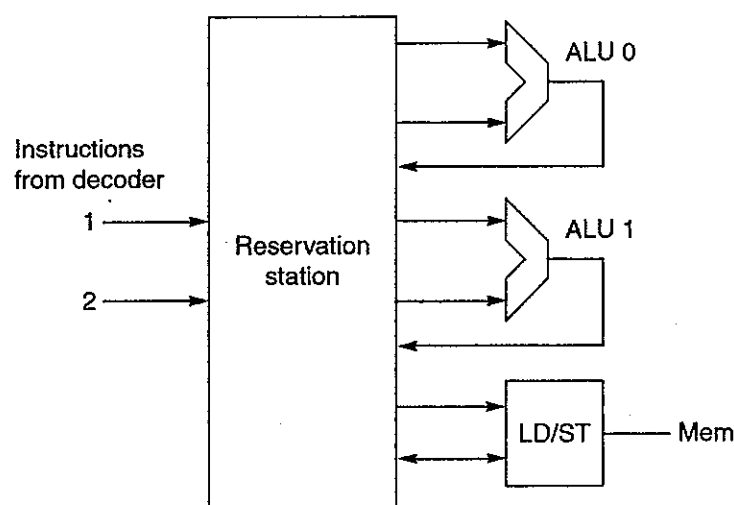 ALU 0
Instructions
from decoder
1
2
Reservation
station
ALU 1
LD/ST
Mem